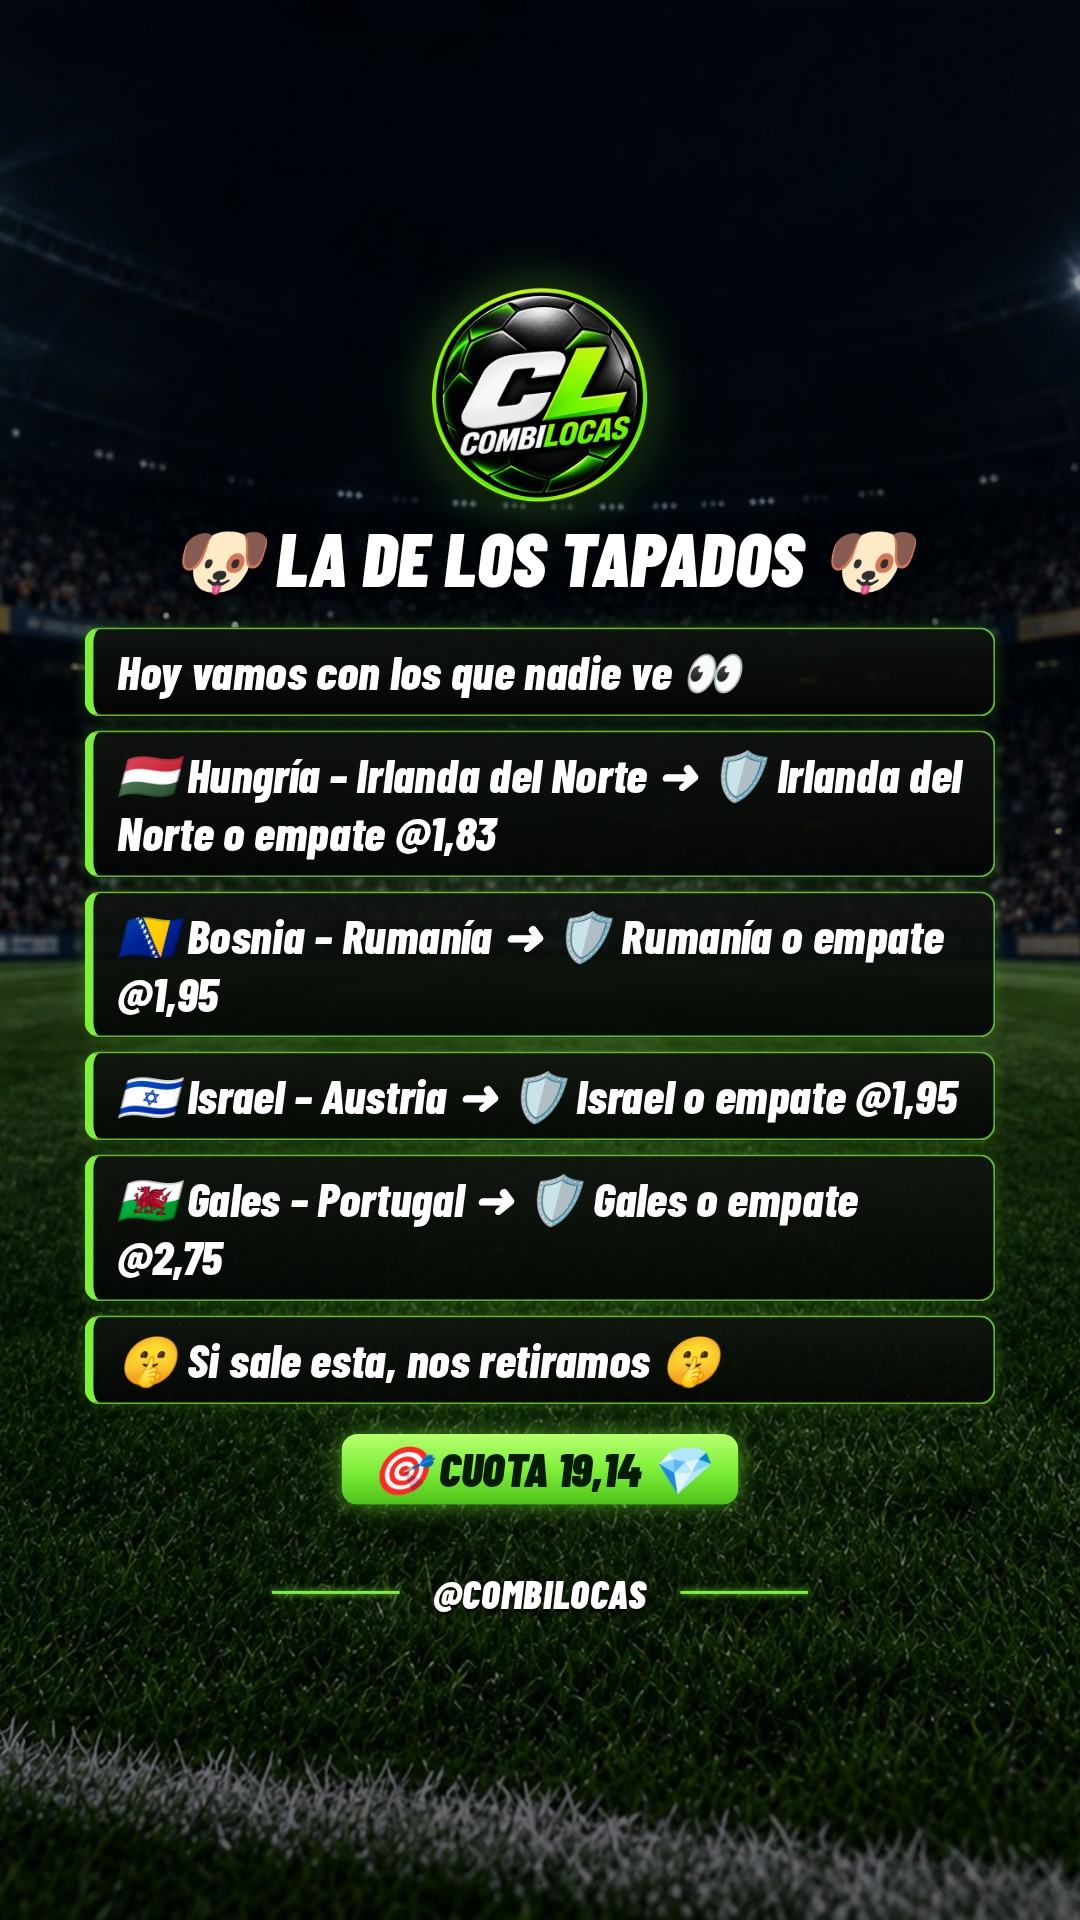 CL
COMBILOCAS
🐶 LA DE LOS TAPADOS 🐶
Hoy vamos con los que nadie ve 👀
🇭🇺 Hungría – Irlanda del Norte ➜ 🛡️ Irlanda del
Norte o empate @1,83
🇧🇦 Bosnia – Rumanía ➜ 🛡️ Rumanía o empate
@1,95
🇮🇱 Israel – Austria ➜ 🛡️ Israel o empate @1,95
🏴󠁧󠁢󠁷󠁬󠁳󠁿 Gales – Portugal ➜ 🛡️ Gales o empate
@2,75
🤫 Si sale esta, nos retiramos 🤫
🎯 CUOTA 19,14 💎
@COMBILOCAS